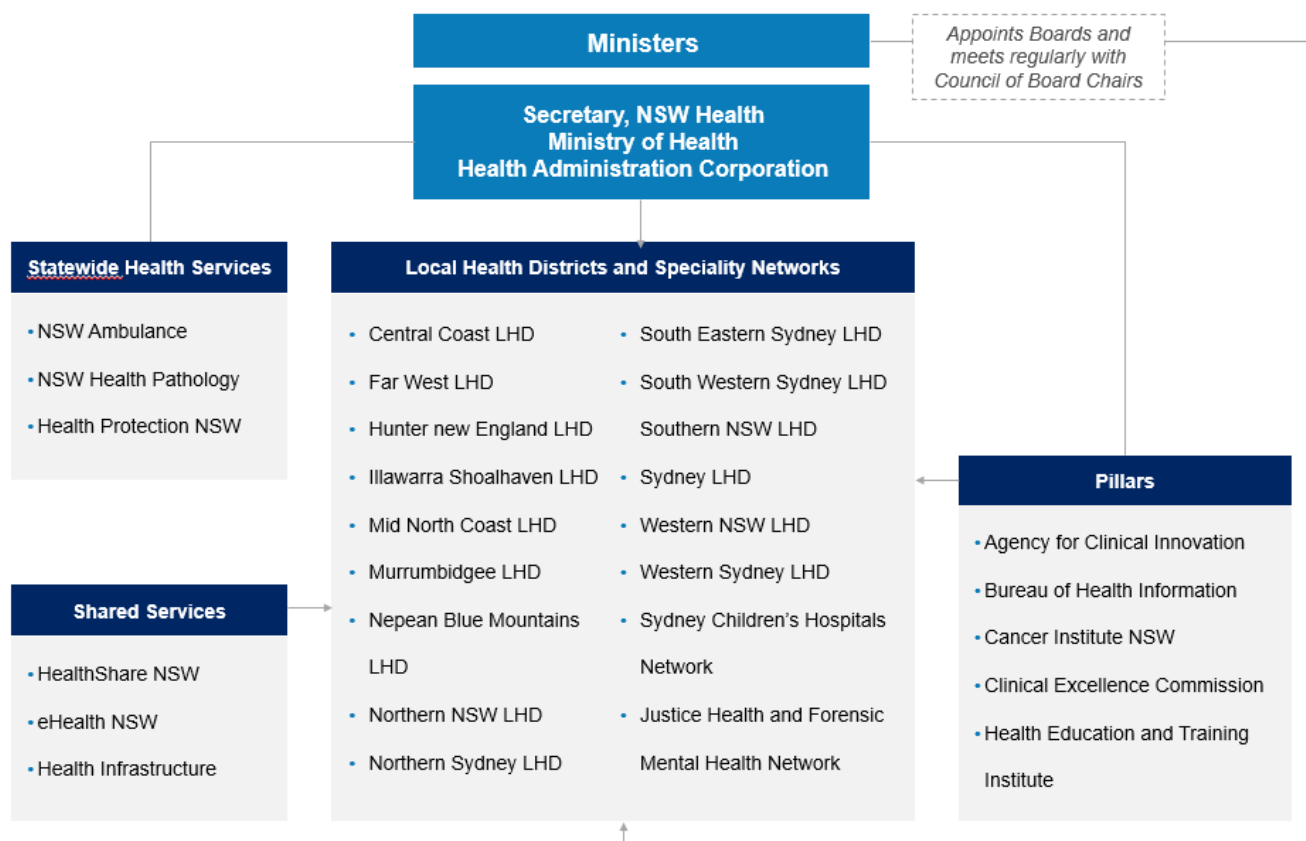 Ministers
Appoints Boards and
meets regularly with
Council of Board Chairs
Secretary, NSW Health
Ministry of Health
Health Administration Corporation
Statewide Health Services
• NSW Ambulance
• NSW Health Pathology
• Health Protection NSW
Shared Services
• HealthShare NSW
• eHealth NSW
• Health Infrastructure
Local Health Districts and Speciality Networks
• Central Coast LHD
• Far West LHD
• Hunter new England LHD
• Illawarra Shoalhaven LHD
• Mid North Coast LHD
• Murrumbidgee LHD
• Nepean Blue Mountains
LHD
• Northern NSW LHD
• Northern Sydney LHD
• South Eastern Sydney LHD
• South Western Sydney LHD
Southern NSW LHD
• Sydney LHD
• Western NSW LHD
• Western Sydney LHD
• Sydney Children’s Hospitals
Network
• Justice Health and Forensic
Mental Health Network
Pillars
• Agency for Clinical Innovation
• Bureau of Health Information
• Cancer Institute NSW
• Clinical Excellence Commission
• Health Education and Training
Institute